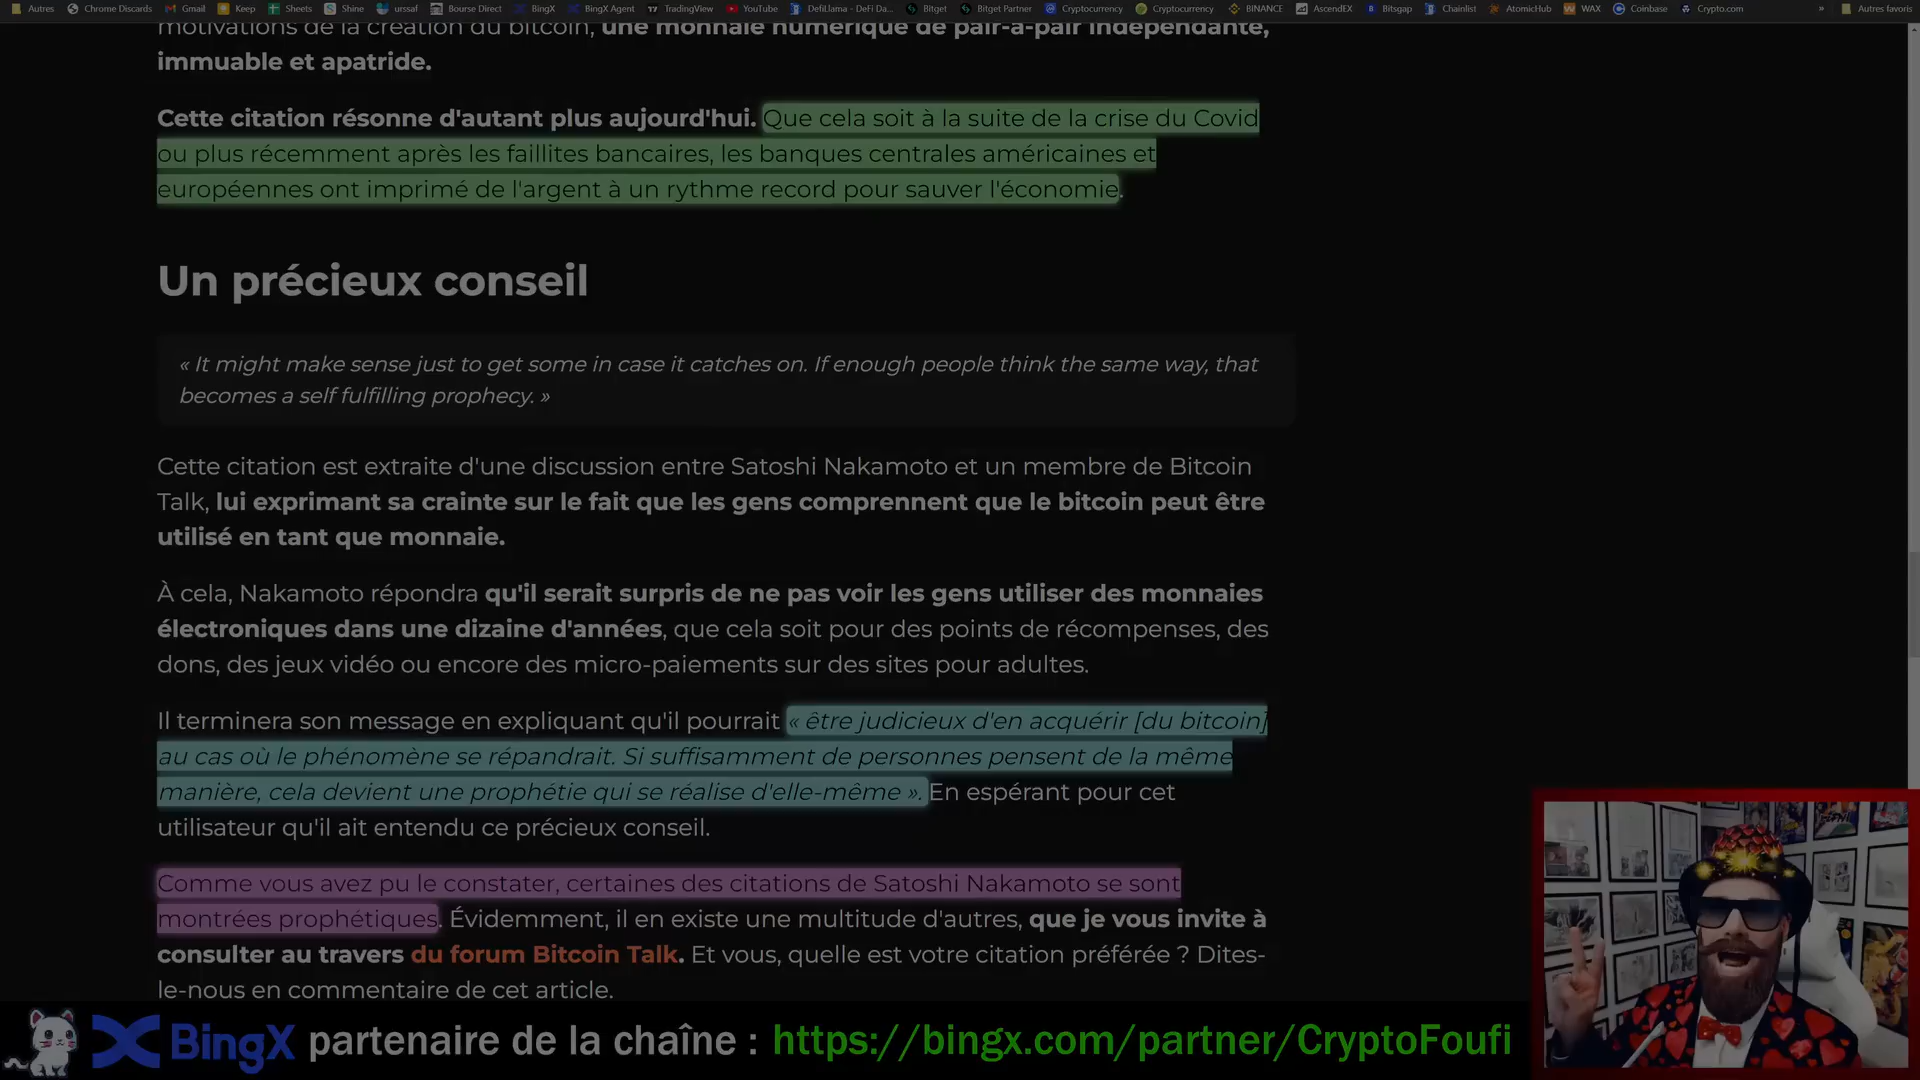 Autres Chrome Discards Gmail Keep Sheets Shine urssaf Bourse Direct BingX BingX Agent TradingView YouTube DefiLlama - DeFi Da... Bitget Bitget Partner Cryptocurrency Cryptocurrency BINANCE AscendEX Bitsgap Chainlist AtomicHub WAX Coinbase Crypto.com » Autres favoris
motivations de la création du bitcoin, une monnaie numérique de pair-à-pair indépendante,
immuable et apatride.
Cette citation résonne d'autant plus aujourd'hui. Que cela soit à la suite de la crise du Covid
ou plus récemment après les faillites bancaires, les banques centrales américaines et
européennes ont imprimé de l'argent à un rythme record pour sauver l'économie.
Un précieux conseil
« It might make sense just to get some in case it catches on. If enough people think the same way, that
becomes a self fulfilling prophecy. »
Cette citation est extraite d'une discussion entre Satoshi Nakamoto et un membre de Bitcoin
Talk, lui exprimant sa crainte sur le fait que les gens comprennent que le bitcoin peut être
utilisé en tant que monnaie.
À cela, Nakamoto répondra qu'il serait surpris de ne pas voir les gens utiliser des monnaies
électroniques dans une dizaine d'années, que cela soit pour des points de récompenses, des
dons, des jeux vidéo ou encore des micro-paiements sur des sites pour adultes.
Il terminera son message en expliquant qu'il pourrait « être judicieux d'en acquérir [du bitcoin]
au cas où le phénomène se répandrait. Si suffisamment de personnes pensent de la même
manière, cela devient une prophétie qui se réalise d'elle-même ». En espérant pour cet
utilisateur qu'il ait entendu ce précieux conseil.
Comme vous avez pu le constater, certaines des citations de Satoshi Nakamoto se sont
montrées prophétiques. Évidemment, il en existe une multitude d'autres, que je vous invite à
consulter au travers du forum Bitcoin Talk. Et vous, quelle est votre citation préférée ? Dites-
le-nous en commentaire de cet article.
BingX partenaire de la chaîne : https://bingx.com/partner/CryptoFoufi